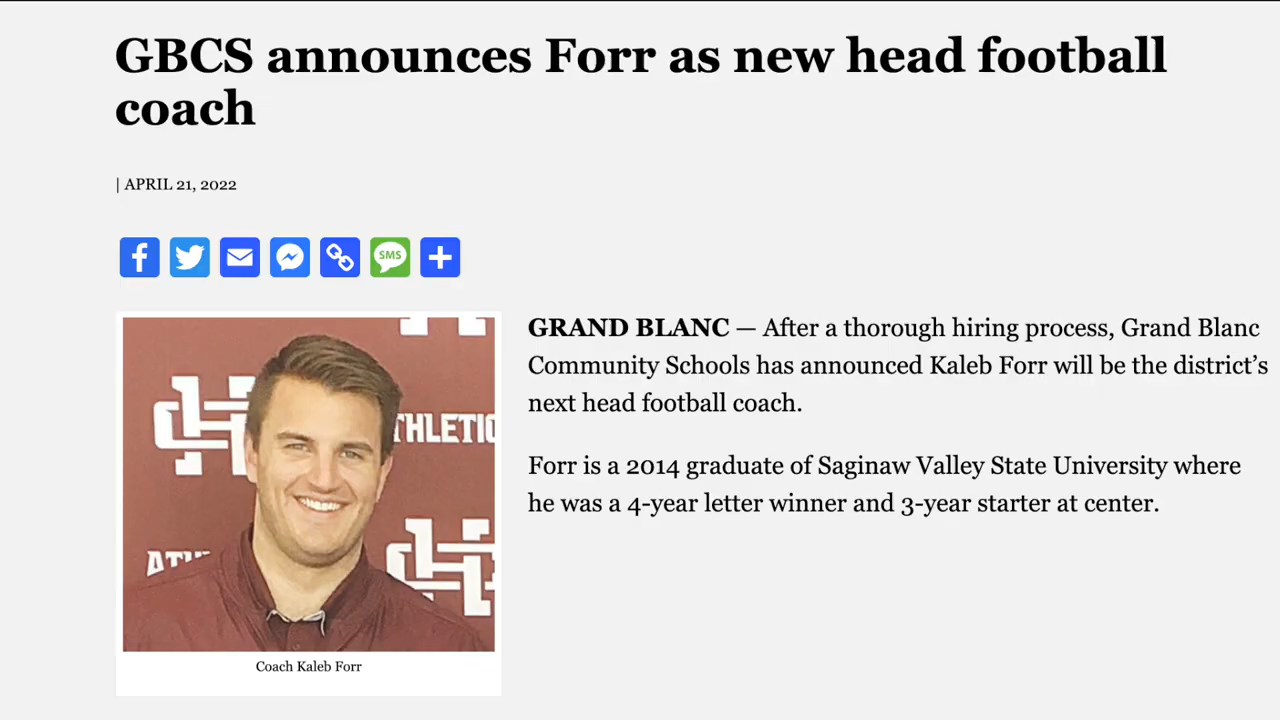 GBCS announces Forr as new head football
coach
| APRIL 21, 2022
SMS
GRAND BLANC — After a thorough hiring process, Grand Blanc
Community Schools has announced Kaleb Forr will be the district’s
next head football coach.
Forr is a 2014 graduate of Saginaw Valley State University where
he was a 4-year letter winner and 3-year starter at center.
Coach Kaleb Forr